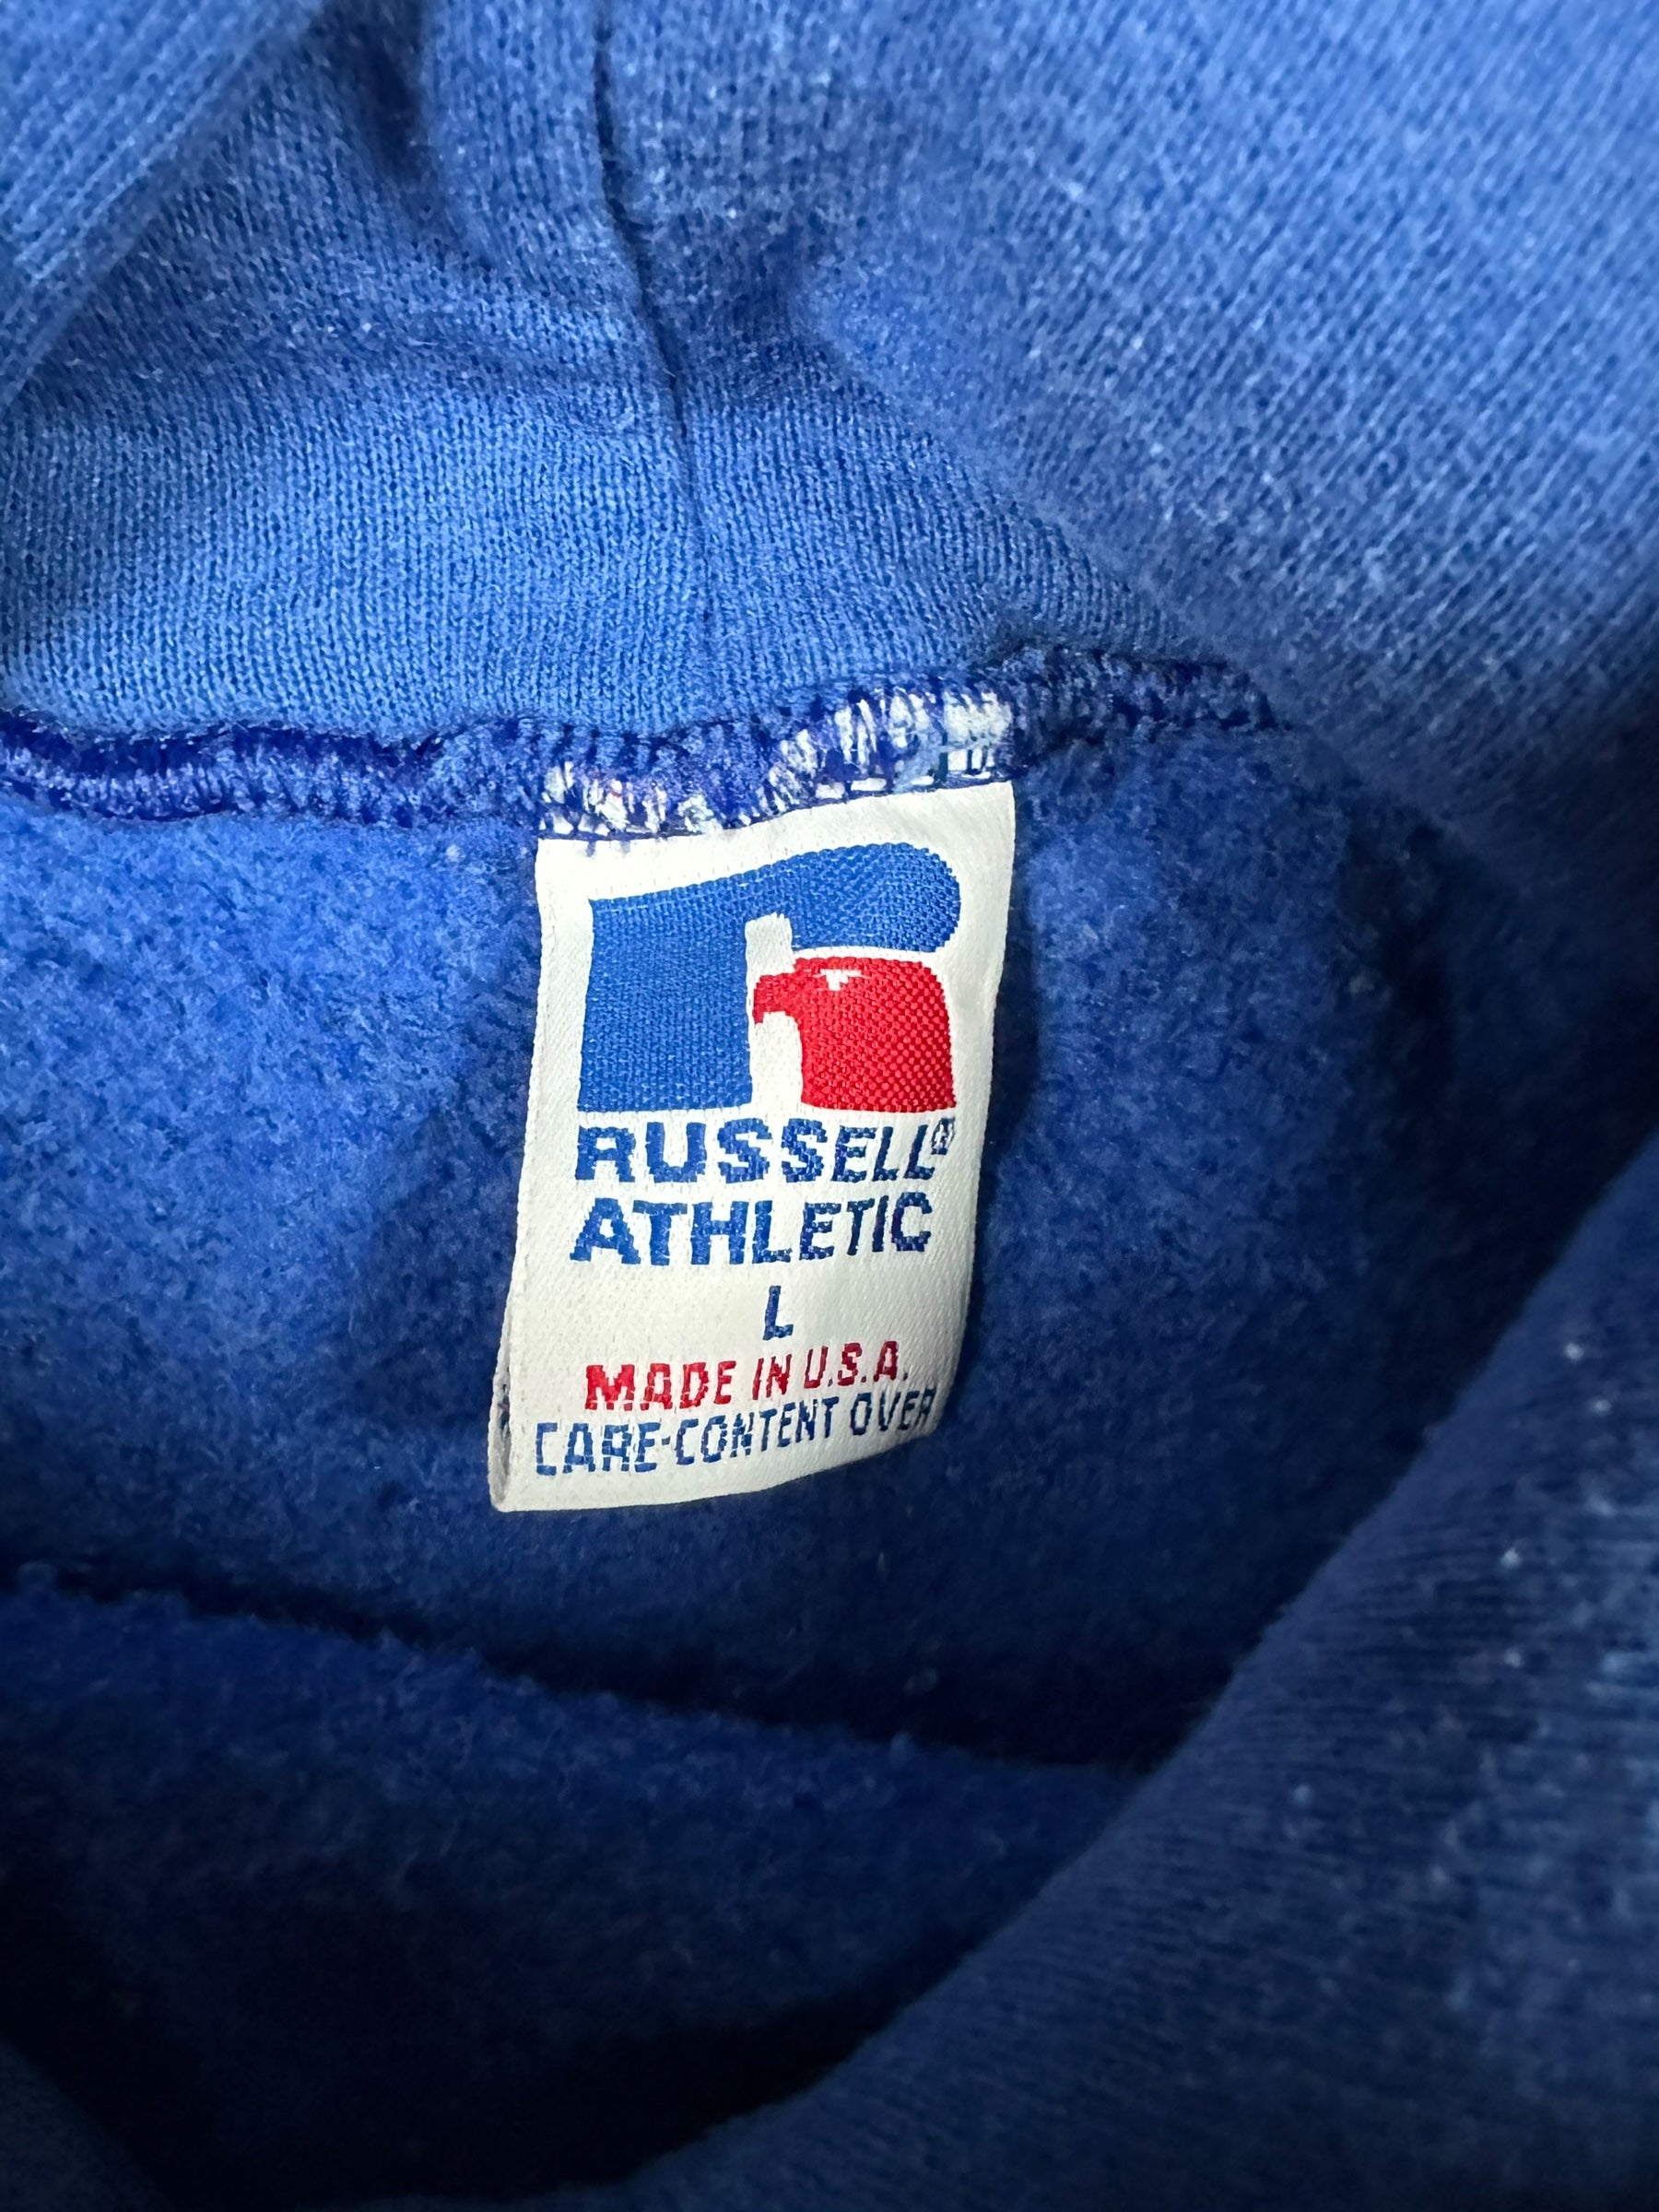 RUSSELL®
ATHLETIC
L
MADE IN U.S.A.
CARE-CONTENT OVER